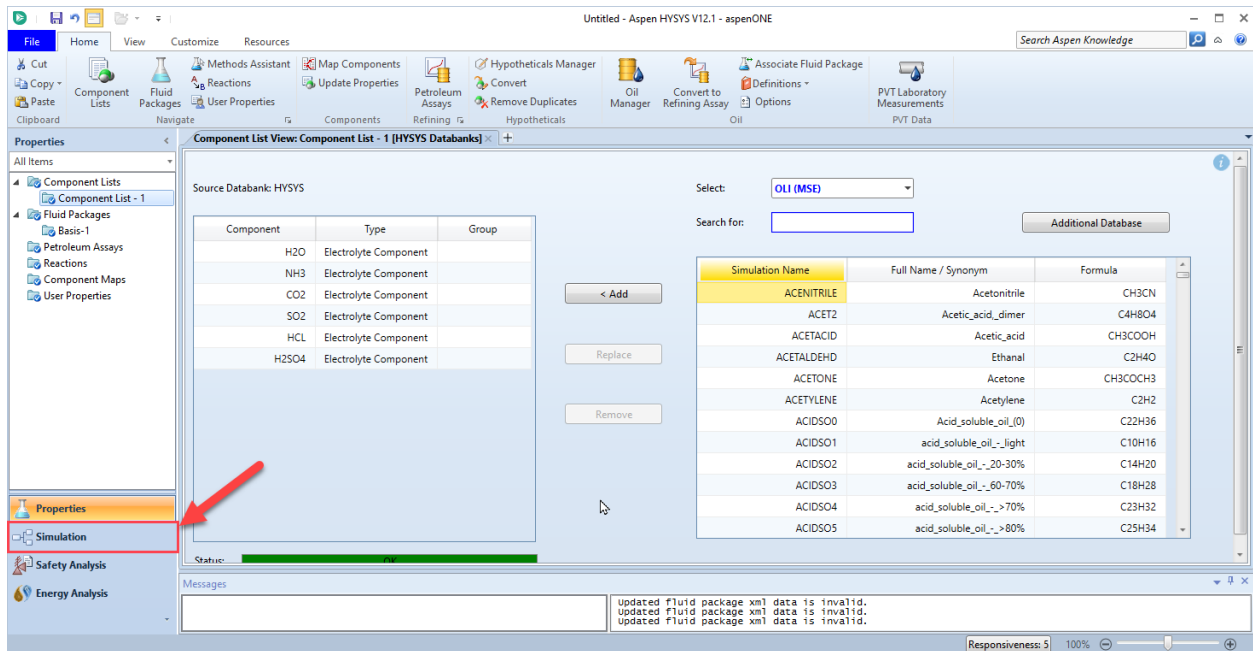 Untitled - Aspen HYSYS V12.1 - aspenONE
File Home View Customize Resources
Search Aspen Knowledge
Cut
Copy
Paste
Clipboard
Component Lists
Fluid Packages
Methods Assistant
Reactions
User Properties
Navigate
Map Components
Update Properties
Components
Petroleum Assays
Refining
Hypotheticals Manager
Convert
Remove Duplicates
Hypotheticals
Oil Manager
Convert to Refining Assay
Associate Fluid Package
Definitions
Options
Oil
PVT Laboratory Measurements
PVT Data
Properties
All Items
Component Lists
Component List - 1
Fluid Packages
Basis-1
Petroleum Assays
Reactions
Component Maps
User Properties
Properties
Simulation
Safety Analysis
Energy Analysis
Component List View: Component List - 1 [HYSYS Databanks]
Source Databank: HYSYS
Component Type Group
H2O Electrolyte Component
NH3 Electrolyte Component
CO2 Electrolyte Component
SO2 Electrolyte Component
HCL Electrolyte Component
H2SO4 Electrolyte Component
< Add
Replace
Remove
Select: OLI (MSE)
Search for:
Additional Database
Simulation Name Full Name / Synonym Formula
ACENITRILE Acetonitrile CH3CN
ACET2 Acetic_acid,_dimer C4H8O4
ACETACID Acetic_acid CH3COOH
ACETALDEHD Ethanal C2H4O
ACETONE Acetone CH3COCH3
ACETYLENE Acetylene C2H2
ACIDSO0 Acid_soluble_oil_(0) C22H36
ACIDSO1 acid_soluble_oil_-_light C10H16
ACIDSO2 acid_soluble_oil_-_20-30% C14H20
ACIDSO3 acid_soluble_oil_-_60-70% C18H28
ACIDSO4 acid_soluble_oil_-_>70% C23H32
ACIDSO5 acid_soluble_oil_-_>80% C25H34
Status: OK
Messages
Updated fluid package xml data is invalid.
Updated fluid package xml data is invalid.
Updated fluid package xml data is invalid.
Responsiveness: 5 100%